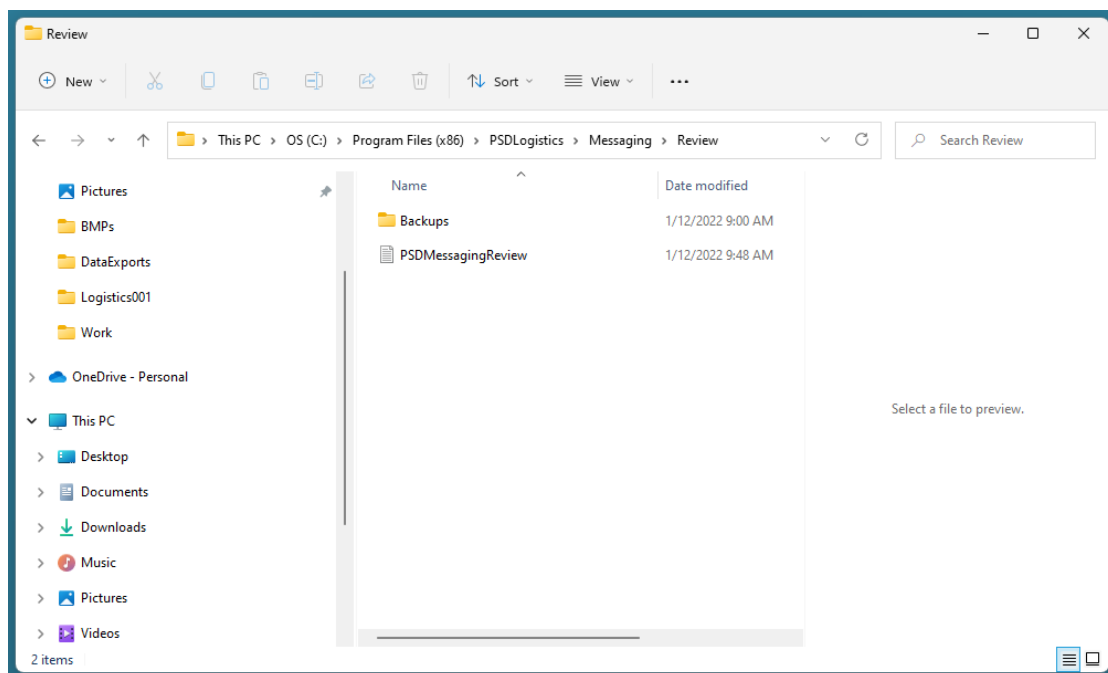 Review
New
Sort
View
This PC > OS (C:) > Program Files (x86) > PSDLogistics > Messaging > Review
Search Review
Pictures
BMPs
DataExports
Logistics001
Work
OneDrive - Personal
This PC
Desktop
Documents
Downloads
Music
Pictures
Videos
Name
Date modified
Backups
1/12/2022 9:00 AM
PSDMessagingReview
1/12/2022 9:48 AM
Select a file to preview.
2 items